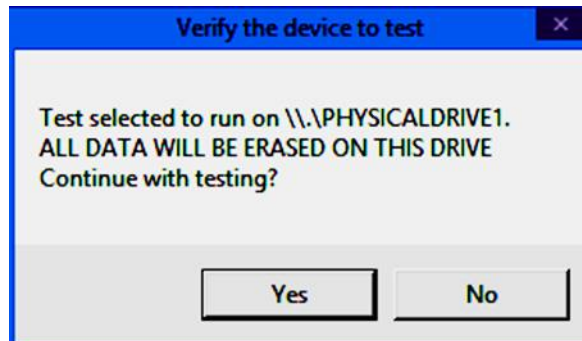 Verify the device to test
Test selected to run on \\.\PHYSICALDRIVE1.
ALL DATA WILL BE ERASED ON THIS DRIVE
Continue with testing?
Yes
No